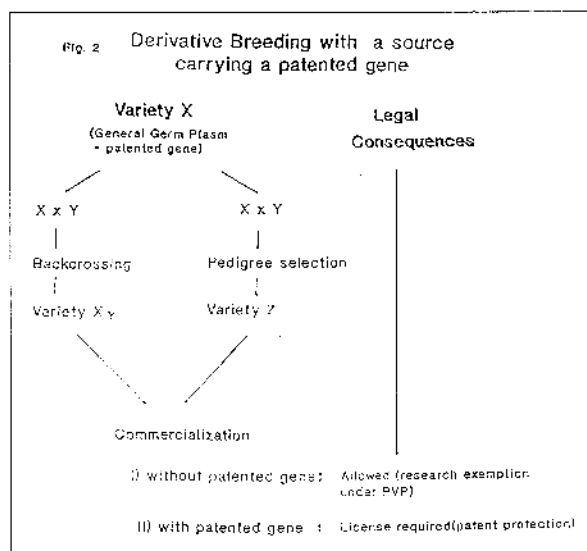 Fig. 2
Derivative Breeding with a source
carrying a patented gene
Variety X
(General Germ Plasm
- patented gene)
Legal
Consequences
X x Y
X x Y
Backcrossing
Pedigree selection
Variety X Y
Variety Z
Commercialization
I) without patented gene : Allowed (research exemption
under PVP)
II) with patented gene : License required(patent protection)